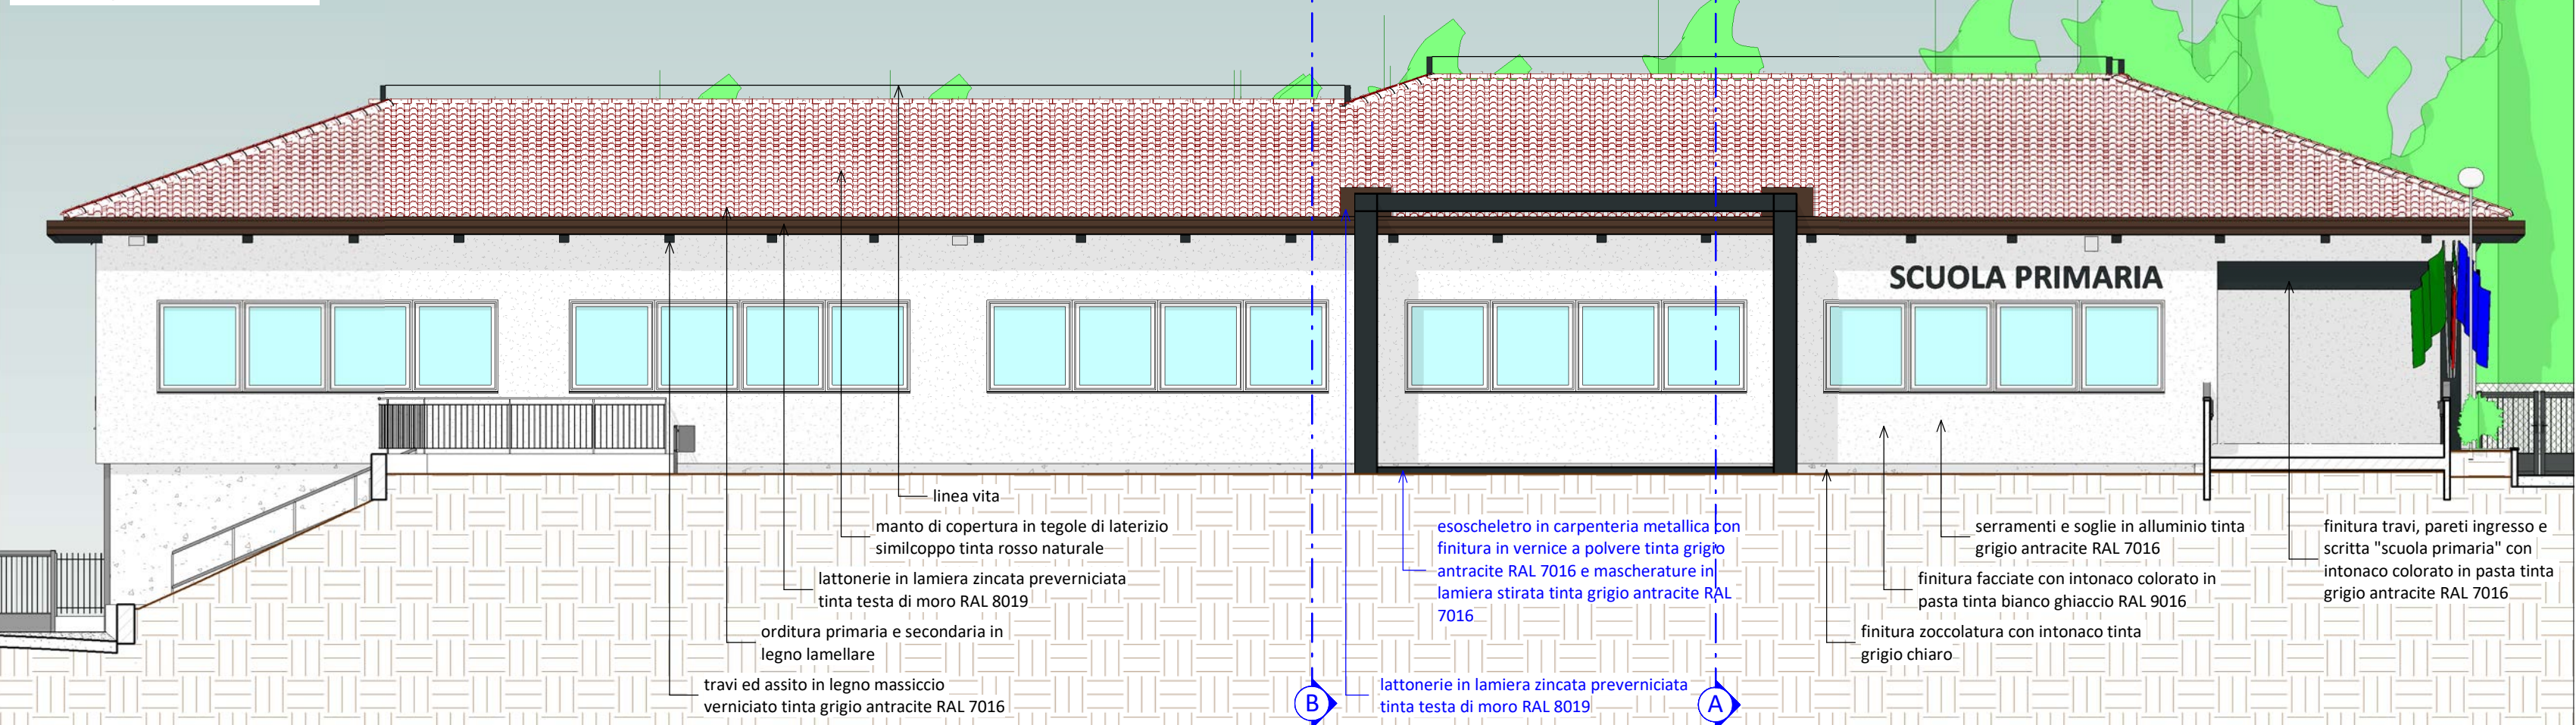 SCUOLA PRIMARIA
linea vita
manto di copertura in tegole di laterizio
similcoppo tinta rosso naturale
lattonerie in lamiera zincata preverniciata
tinta testa di moro RAL 8019
orditura primaria e secondaria in
legno lamellare
travi ed assito in legno massiccio
verniciato tinta grigio antracite RAL 7016
esoscheletro in carpenteria metallica con
finitura in vernice a polvere tinta grigio
antracite RAL 7016 e mascherature in
lamiera stirata tinta grigio antracite RAL
7016
lattonerie in lamiera zincata preverniciata
tinta testa di moro RAL 8019
B
A
serramenti e soglie in alluminio tinta
grigio antracite RAL 7016
finitura facciate con intonaco colorato in
pasta tinta bianco ghiaccio RAL 9016
finitura zoccolatura con intonaco tinta
grigio chiaro
finitura travi, pareti ingresso e
scritta "scuola primaria" con
intonaco colorato in pasta tinta
grigio antracite RAL 7016